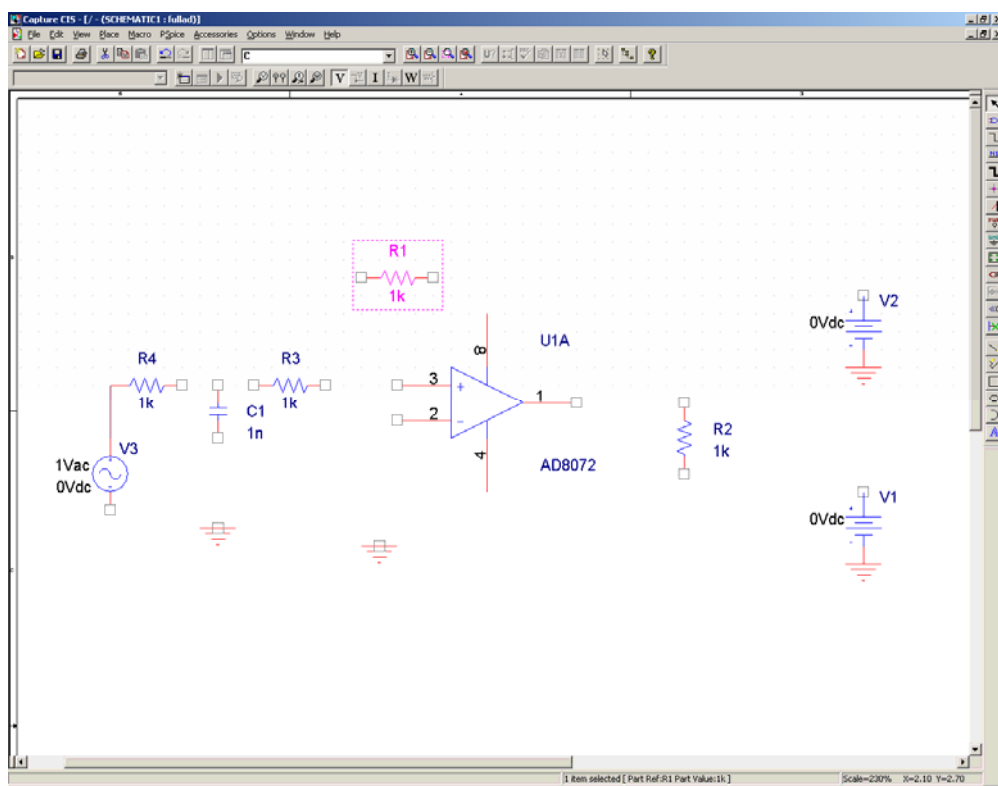 Capture CIS - [/ - (SCHEMATIC1 : fullad)]
File Edit View Place Macro PSpice Accessories Options Window Help
C
U?
V I W
R1
1k
V2
0Vdc
U1A
8
R4
R3
3
+
1k
1k
1
C1
2
-
1n
R2
1k
V3
4
1Vac
AD8072
0Vdc
V1
0Vdc
1 item selected [ Part Ref:R1 Part Value:1k ]
Scale=230% X=2.10 Y=2.70